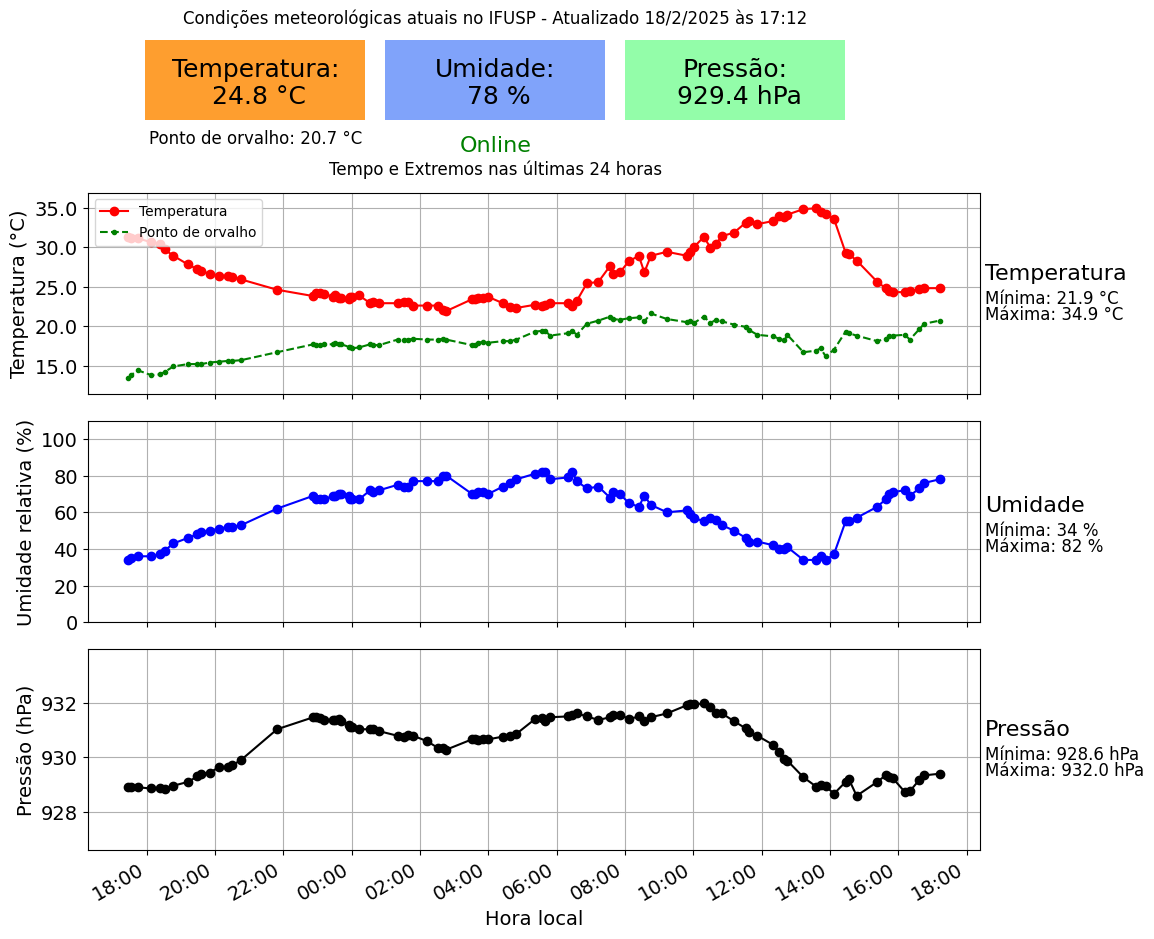 Condições meteorológicas atuais no IFUSP - Atualizado 18/2/2025 às 17:12
Temperatura:
24.8 °C
Umidade:
78 %
Pressão:
929.4 hPa
Ponto de orvalho: 20.7 °C
Online
Tempo e Extremos nas últimas 24 horas
Temperatura (°C)
35.0
30.0
25.0
20.0
15.0
Temperatura
Ponto de orvalho
Temperatura
Mínima: 21.9 °C
Máxima: 34.9 °C
Umidade relativa (%)
100
80
60
40
20
0
Umidade
Mínima: 34 %
Máxima: 82 %
Pressão (hPa)
932
930
928
Pressão
Mínima: 928.6 hPa
Máxima: 932.0 hPa
18:00 20:00 22:00 00:00 02:00 04:00 06:00 08:00 10:00 12:00 14:00 16:00 18:00
Hora local